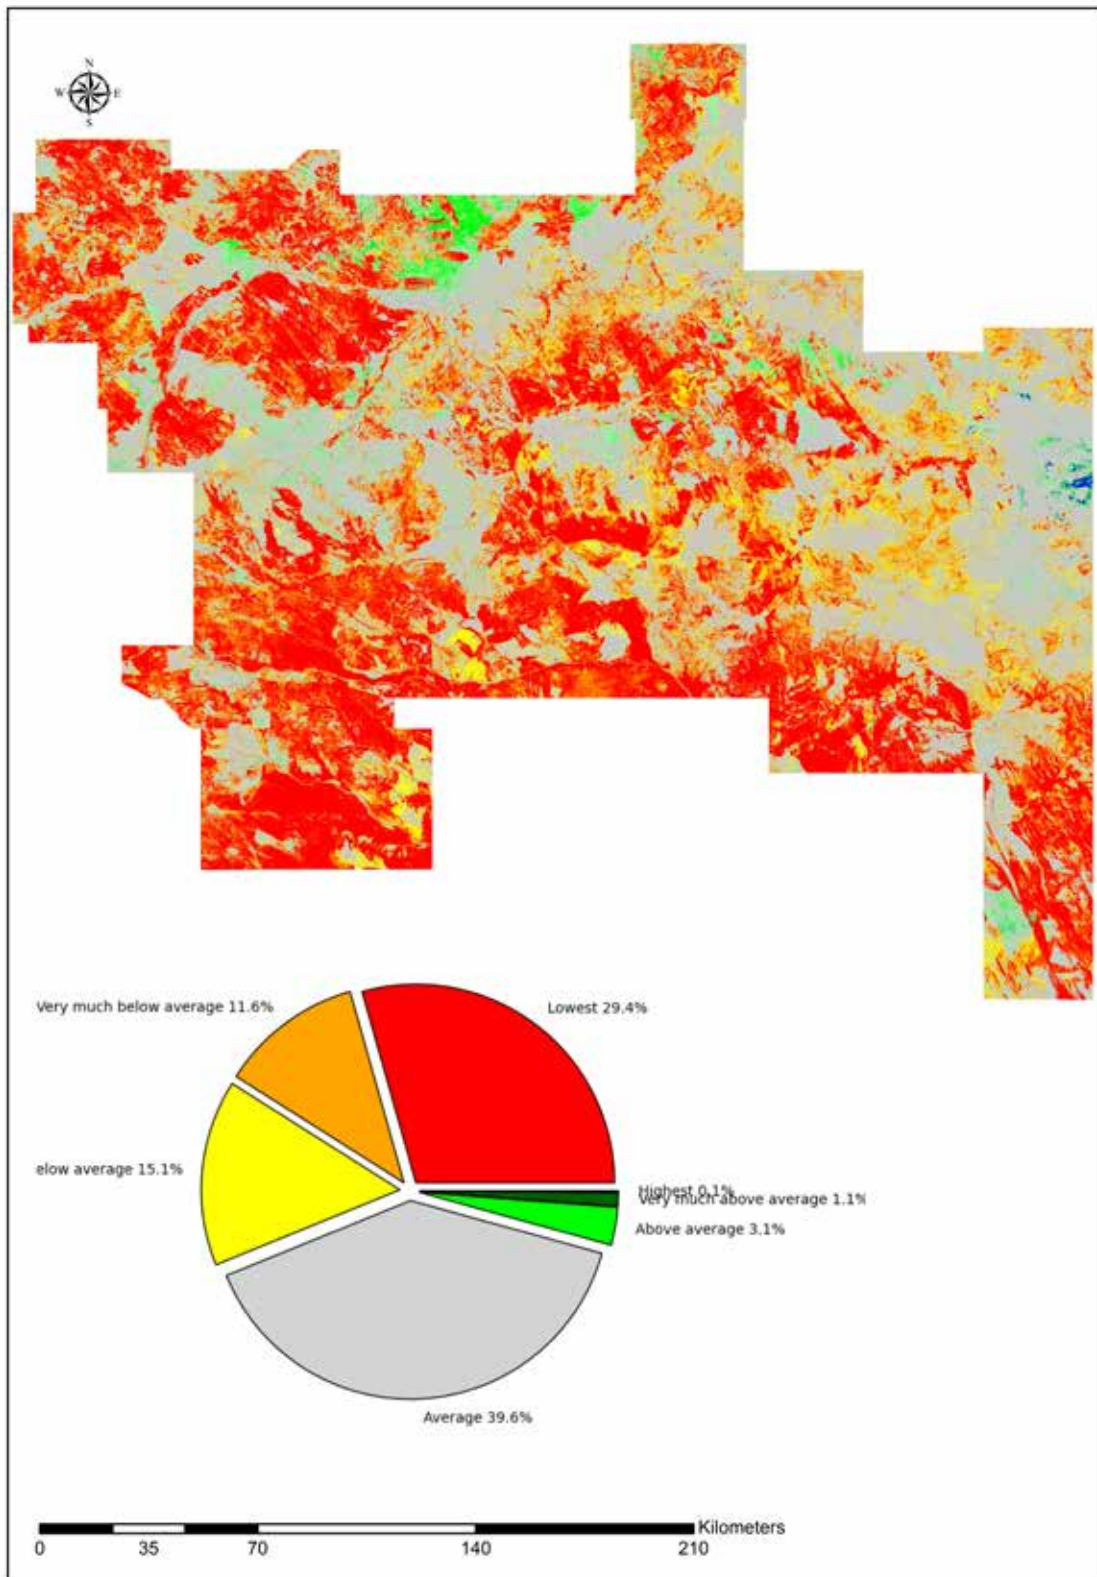 N
W E
S
Very much below average 11.6%
Lowest 29.4%
elow average 15.1%
Highest 0.1%
Very much above average 1.1%
Above average 3.1%
Average 39.6%
Kilometers
0 35 70 140 210